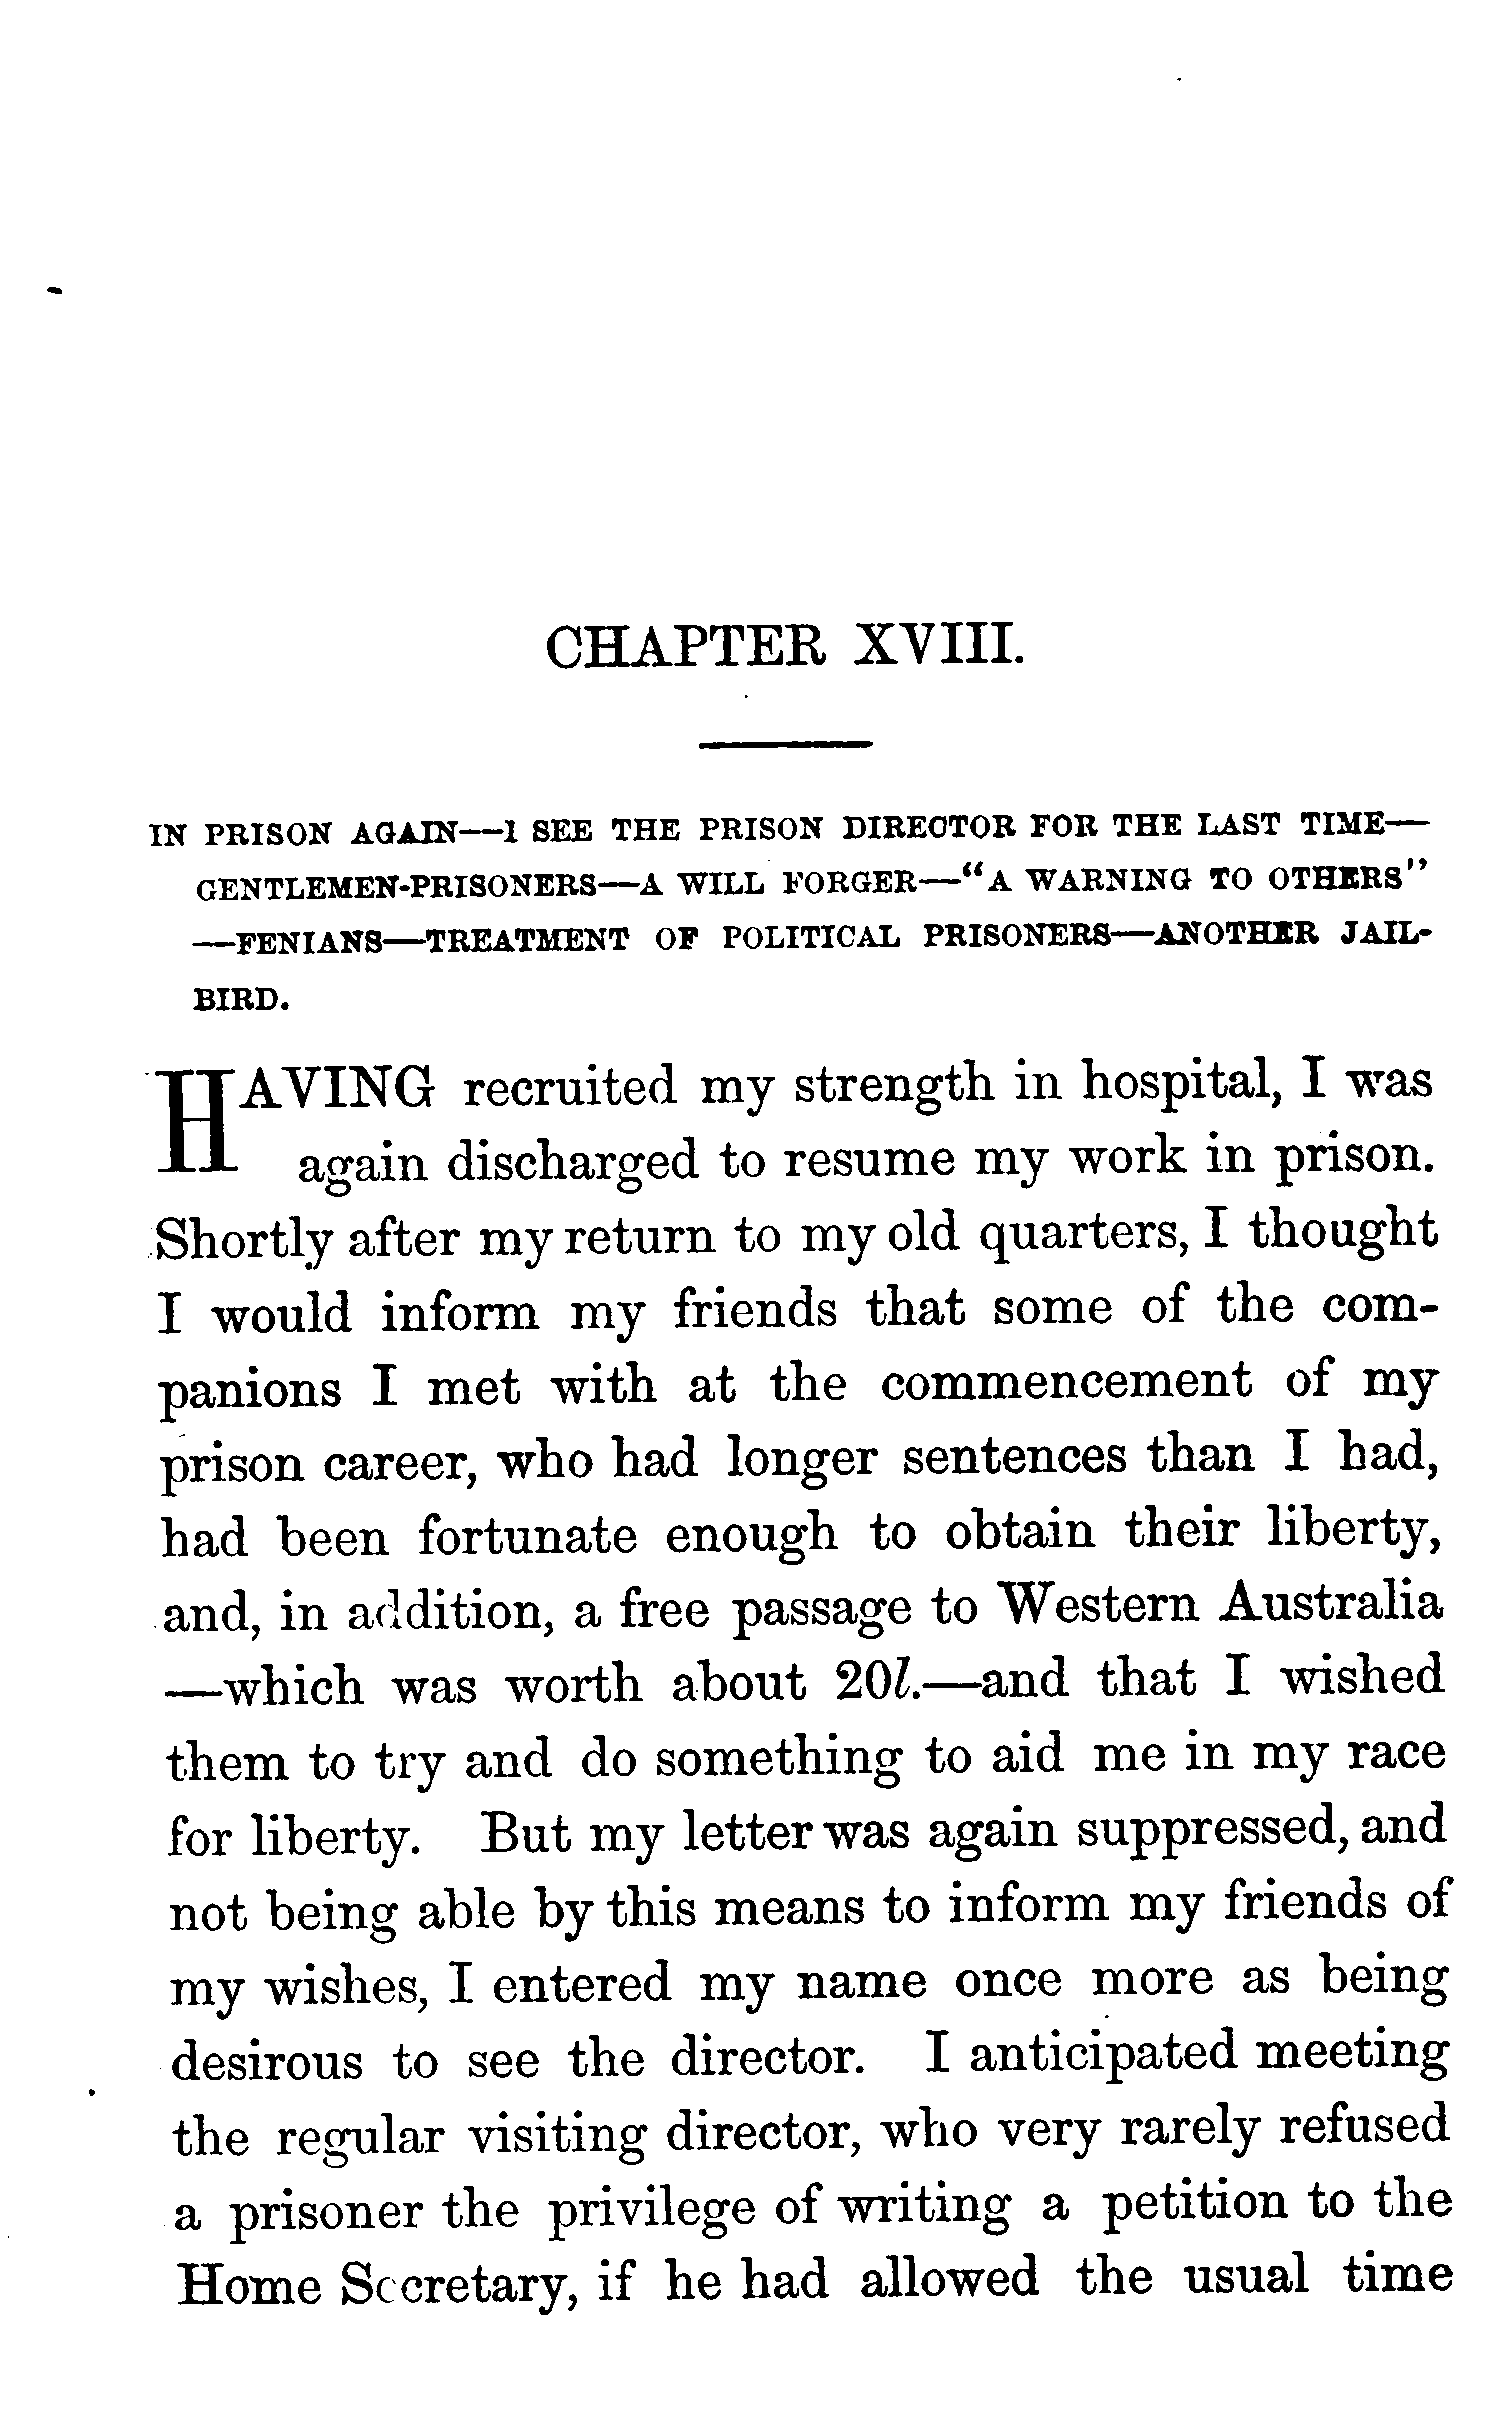 CHAPTER XVIII.
IN PRISON AGAIN—I SEE THE PRISON DIRECTOR FOR THE LAST TIME—
GENTLEMEN-PRISONERS—A WILL FORGER—"A WARNING TO OTHERS"
—FENIANS—TREATMENT OF POLITICAL PRISONERS—ANOTHER JAIL-
BIRD.
HAVING recruited my strength in hospital, I was
again discharged to resume my work in prison.
Shortly after my return to my old quarters, I thought
I would inform my friends that some of the com-
panions I met with at the commencement of my
prison career, who had longer sentences than I had,
had been fortunate enough to obtain their liberty,
and, in addition, a free passage to Western Australia
—which was worth about 20l.—and that I wished
them to try and do something to aid me in my race
for liberty. But my letter was again suppressed, and
not being able by this means to inform my friends of
my wishes, I entered my name once more as being
desirous to see the director. I anticipated meeting
the regular visiting director, who very rarely refused
a prisoner the privilege of writing a petition to the
Home Secretary, if he had allowed the usual time